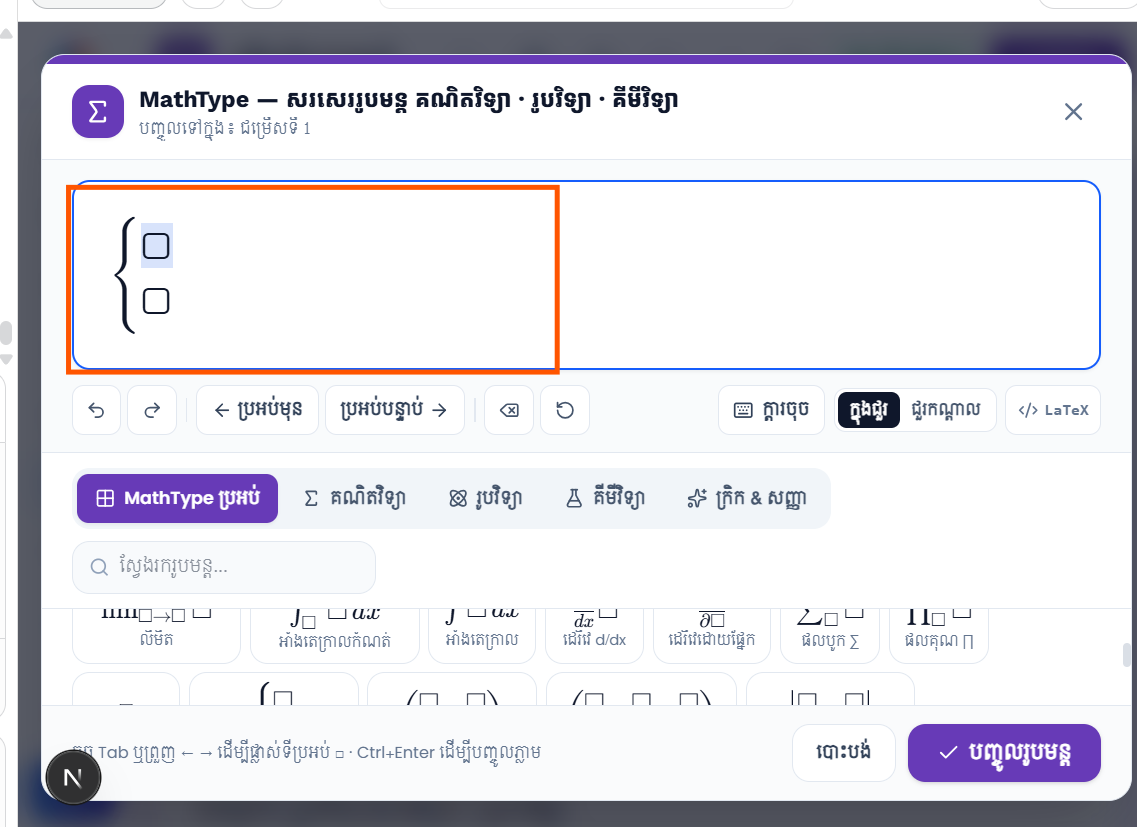 MathType — សរសេររូបមន្ត គណិតវិទ្យា · រូបវិទ្យា · គីមីវិទ្យា
បញ្ចូលទៅក្នុង៖ ជម្រើសទី 1
{□
□
← ប្រអប់មុន ប្រអប់បន្ទាប់ → ក្តារចុច ក្នុងជួរ ជួរកណ្តាល </> LaTeX
MathType ប្រអប់ Σ គណិតវិទ្យា រូបវិទ្យា គីមីវិទ្យា ក្រិក & សញ្ញា
ស្វែងរករូបមន្ត...
lim□→□ □ ∫□ □ dx ∫ □ dx dx □ ∂□ ∑□ □ ∏□ □
លីមីត អាំងតេក្រាលកំណត់ អាំងតេក្រាល ដេរីវេ d/dx ដេរីវេដោយផ្នែក ផលបូក ∑ ផលគុណ ∏
Tab ឬព្រួញ ← → ដើម្បីផ្លាស់ទីប្រអប់ □ · Ctrl+Enter ដើម្បីបញ្ចូលភ្លាម
បោះបង់ បញ្ចូលរូបមន្ត
N